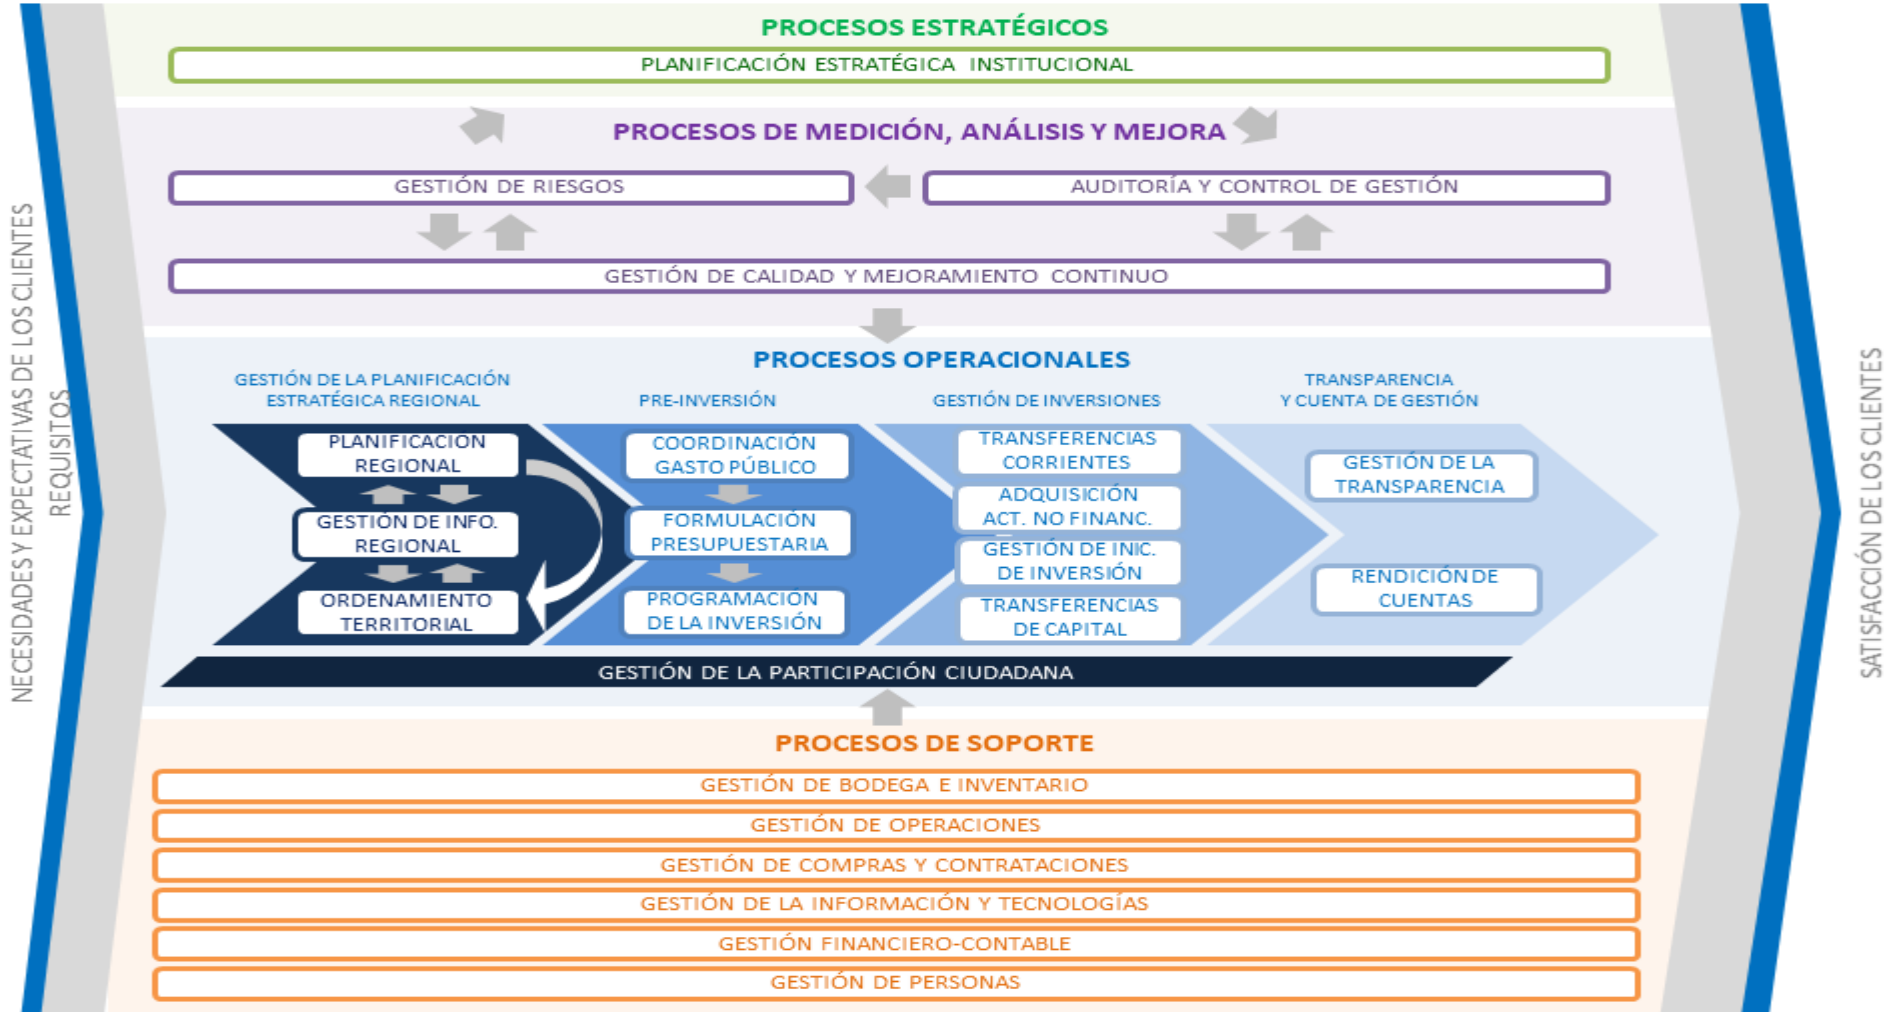 PROCESOS ESTRATÉGICOS
PLANIFICACIÓN ESTRATÉGICA INSTITUCIONAL
PROCESOS DE MEDICIÓN, ANÁLISIS Y MEJORA
GESTIÓN DE RIESGOS
AUDITORÍA Y CONTROL DE GESTIÓN
GESTIÓN DE CALIDAD Y MEJORAMIENTO CONTINUO
NECESIDADES Y EXPECTATIVAS DE LOS CLIENTES
REQUISITOS
PROCESOS OPERACIONALES
GESTIÓN DE LA PLANIFICACIÓN
ESTRATÉGICA REGIONAL
PLANIFICACIÓN
REGIONAL
GESTIÓN DE INFO.
REGIONAL
ORDENAMIENTO
TERRITORIAL
PRE-INVERSIÓN
COORDINACIÓN
GASTO PÚBLICO
FORMULACIÓN
PRESUPUESTARIA
PROGRAMACIÓN
DE LA INVERSIÓN
GESTIÓN DE INVERSIONES
TRANSFERENCIAS
CORRIENTES
ADQUISICIÓN
ACT. NO FINANC.
GESTIÓN DE INIC.
DE INVERSIÓN
TRANSFERENCIAS
DE CAPITAL
TRANSPARENCIA
Y CUENTA DE GESTIÓN
GESTIÓN DE LA
TRANSPARENCIA
RENDICIÓN DE
CUENTAS
GESTIÓN DE LA PARTICIPACIÓN CIUDADANA
SATISFACCIÓN DE LOS CLIENTES
PROCESOS DE SOPORTE
GESTIÓN DE BODEGA E INVENTARIO
GESTIÓN DE OPERACIONES
GESTIÓN DE COMPRAS Y CONTRATACIONES
GESTIÓN DE LA INFORMACIÓN Y TECNOLOGÍAS
GESTIÓN FINANCIERO-CONTABLE
GESTIÓN DE PERSONAS